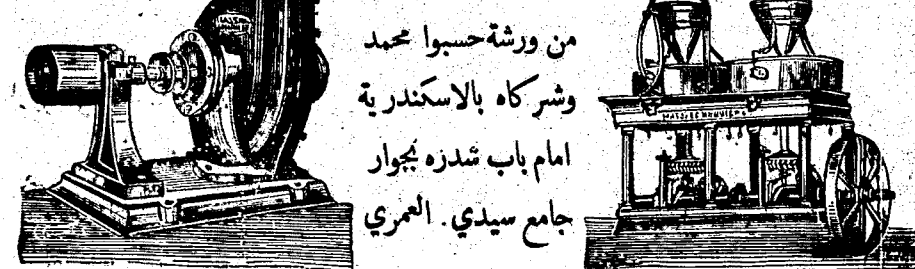 من ورشة حسبوا محمد
وشركاه بالاسكندرية
امام باب شدزه بجوار
جامع سيدي. العمري